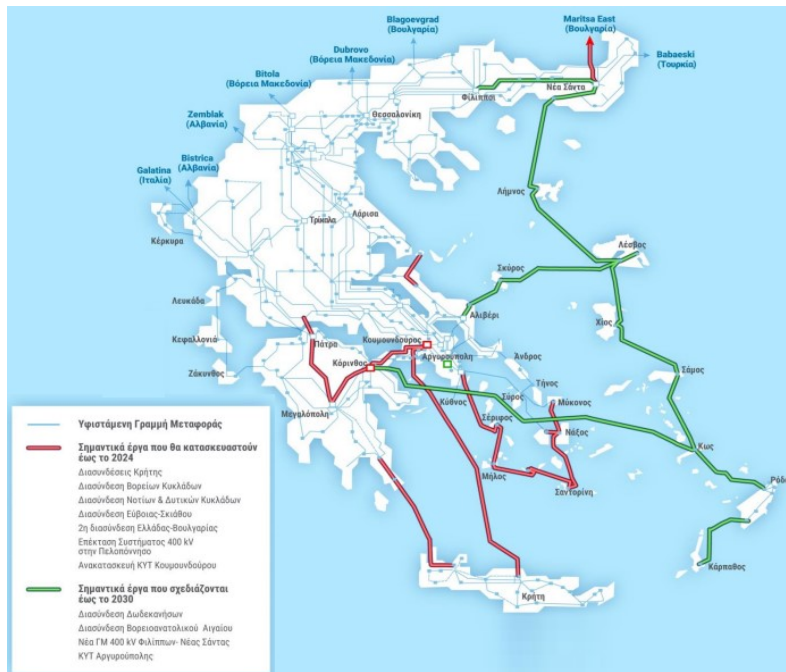 Blagoevgrad
(Βουλγαρία)
Maritsa East
(Βουλγαρία)
Dubrovo
(Βόρεια Μακεδονία)
Babaeski
(Τουρκία)
Bitola
(Βόρεια Μακεδονία)
Φίλιπποι
Νέα Σάντα
Θεσσαλονίκη
Zemblak
(Αλβανία)
Bistrica
(Αλβανία)
Galatina
(Ιταλία)
Λήμνος
Κέρκυρα
Τρίκαλα
Λάρισα
Λέσβος
Σκύρος
Λευκάδα
Αλιβέρι
Χίος
Κεφαλλονιά
Πάτρα
Κουμουνδούρος
Αργυρούπολη
Άνδρος
Σάμος
Ζάκυνθος
Κόρινθος
Τήνος
Μύκονος
Κύθνος
Σύρος
Μεγαλόπολη
Σέριφος
Νάξος
Κως
Μήλος
Σαντορίνη
Ρόδος
Κάρπαθος
Κρήτη
Υφιστάμενη Γραμμή Μεταφοράς
Σημαντικά έργα που θα κατασκευαστούν
έως το 2024
Διασυνδέσεις Κρήτης
Διασύνδεση Βορείων Κυκλάδων
Διασύνδεση Νοτίων & Δυτικών Κυκλάδων
Διασύνδεση Εύβοιας-Σκιάθου
2η διασύνδεση Ελλάδας-Βουλγαρίας
Επέκταση Συστήματος 400 kV
στην Πελοπόννησο
Ανακατασκευή ΚΥΤ Κουμουνδούρου
Σημαντικά έργα που σχεδιάζονται
έως το 2030
Διασύνδεση Δωδεκανήσων
Διασύνδεση Βορειοανατολικού Αιγαίου
Νέα ΓΜ 400 kV Φιλίππων- Νέας Σάντας
ΚΥΤ Αργυρούπολης